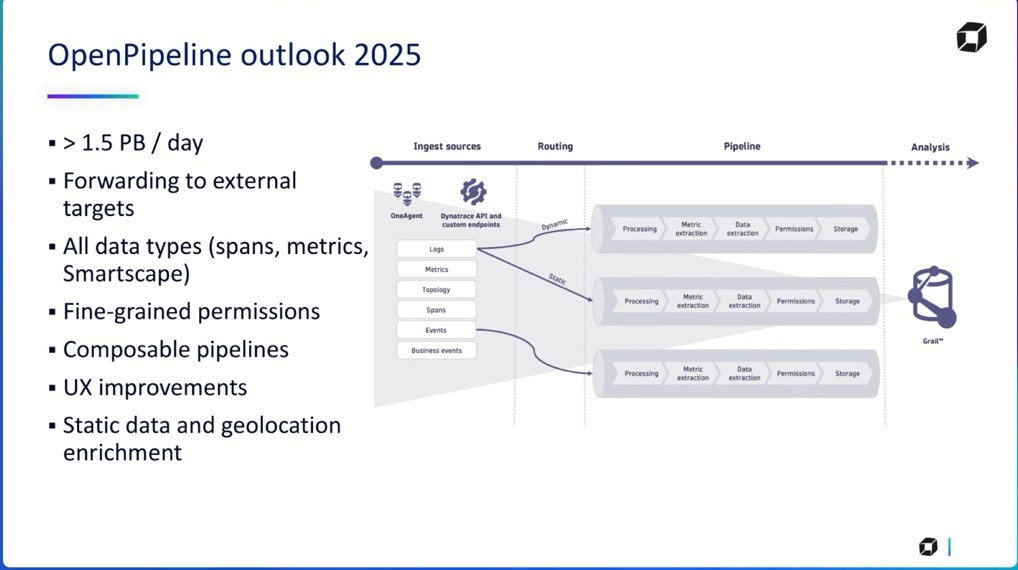 OpenPipeline outlook 2025
▪ > 1.5 PB / day
▪ Forwarding to external
targets
▪ All data types (spans, metrics,
Smartscape)
▪ Fine-grained permissions
▪ Composable pipelines
▪ UX improvements
▪ Static data and geolocation
enrichment
Ingest sources
Routing
Pipeline
Analysis
OneAgent
Dynatrace API and
custom endpoints
Logs
Metrics
Topology
Spans
Events
Business events
Dynamic
Static
Processing
Metric
extraction
Data
extraction
Permissions
Storage
Processing
Metric
extraction
Data
extraction
Permissions
Storage
Processing
Metric
extraction
Data
extraction
Permissions
Storage
Grail™